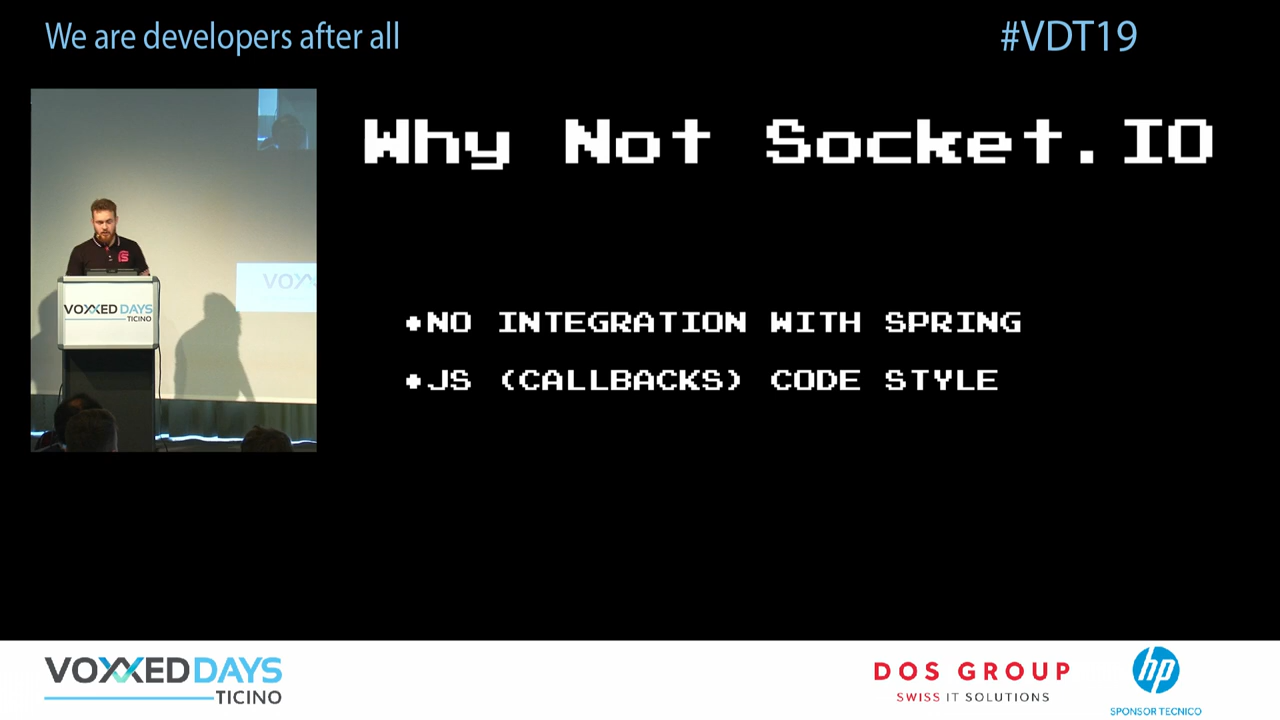 We are developers after all
#VDT19
Why Not Socket.IO
•NO INTEGRATION WITH SPRING
•JS (CALLBACKS) CODE STYLE
VOXXED DAYS
TICINO
VOX
VOXXED DAYS
TICINO
DOS GROUP
SWISS IT SOLUTIONS
hp
SPONSOR TECNICO